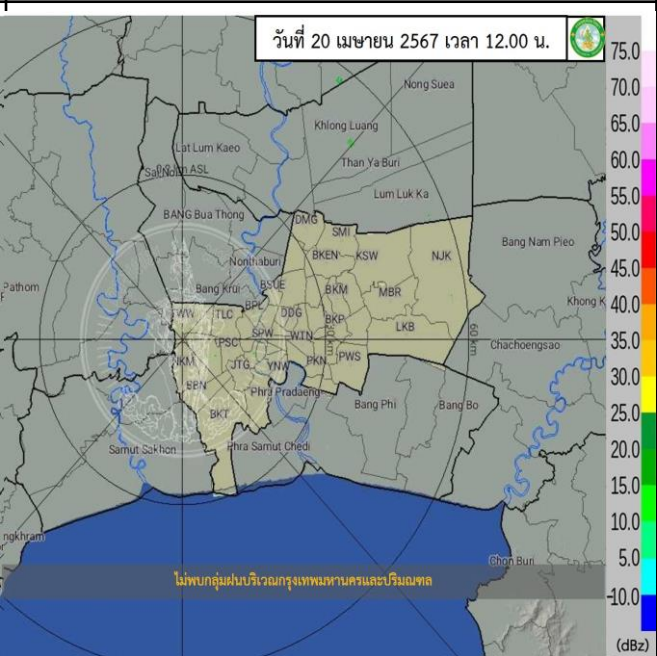 วันที่ 20 เมษายน 2567 เวลา 12.00 น.
75.0
Nong Suea
70.0
Khlong Luang
65.0
Lat Lum Kaeo
Than Ya Buri
60.0
Lum Luk Ka
55.0
BANG Bua Thong
DMG
SMI
50.0
Nonthaburi
BKEN
KSW
NJK
Bang Nam Pieo
45.0
Pathom
Bang Krui
BSUE
BKM
MBR
40.0
TWW
TLC
BPL
DDG
BKP
LKB
Khong K
35.0
PSC
SPW
WTN
60 km
Chachoengsao
NKM
JTG
YNW
PKN
PWS
30.0
BBN
Phra Pradaeng
BKT
Bang Phi
Bang Bo
25.0
Samut Sakhon
Phra Samut Chedi
20.0
15.0
ngkhram
10.0
Chon Buri
5.0
ไม่พบกลุ่มฝนบริเวณกรุงเทพมหานครและปริมณฑล
-10.0
(dBz)